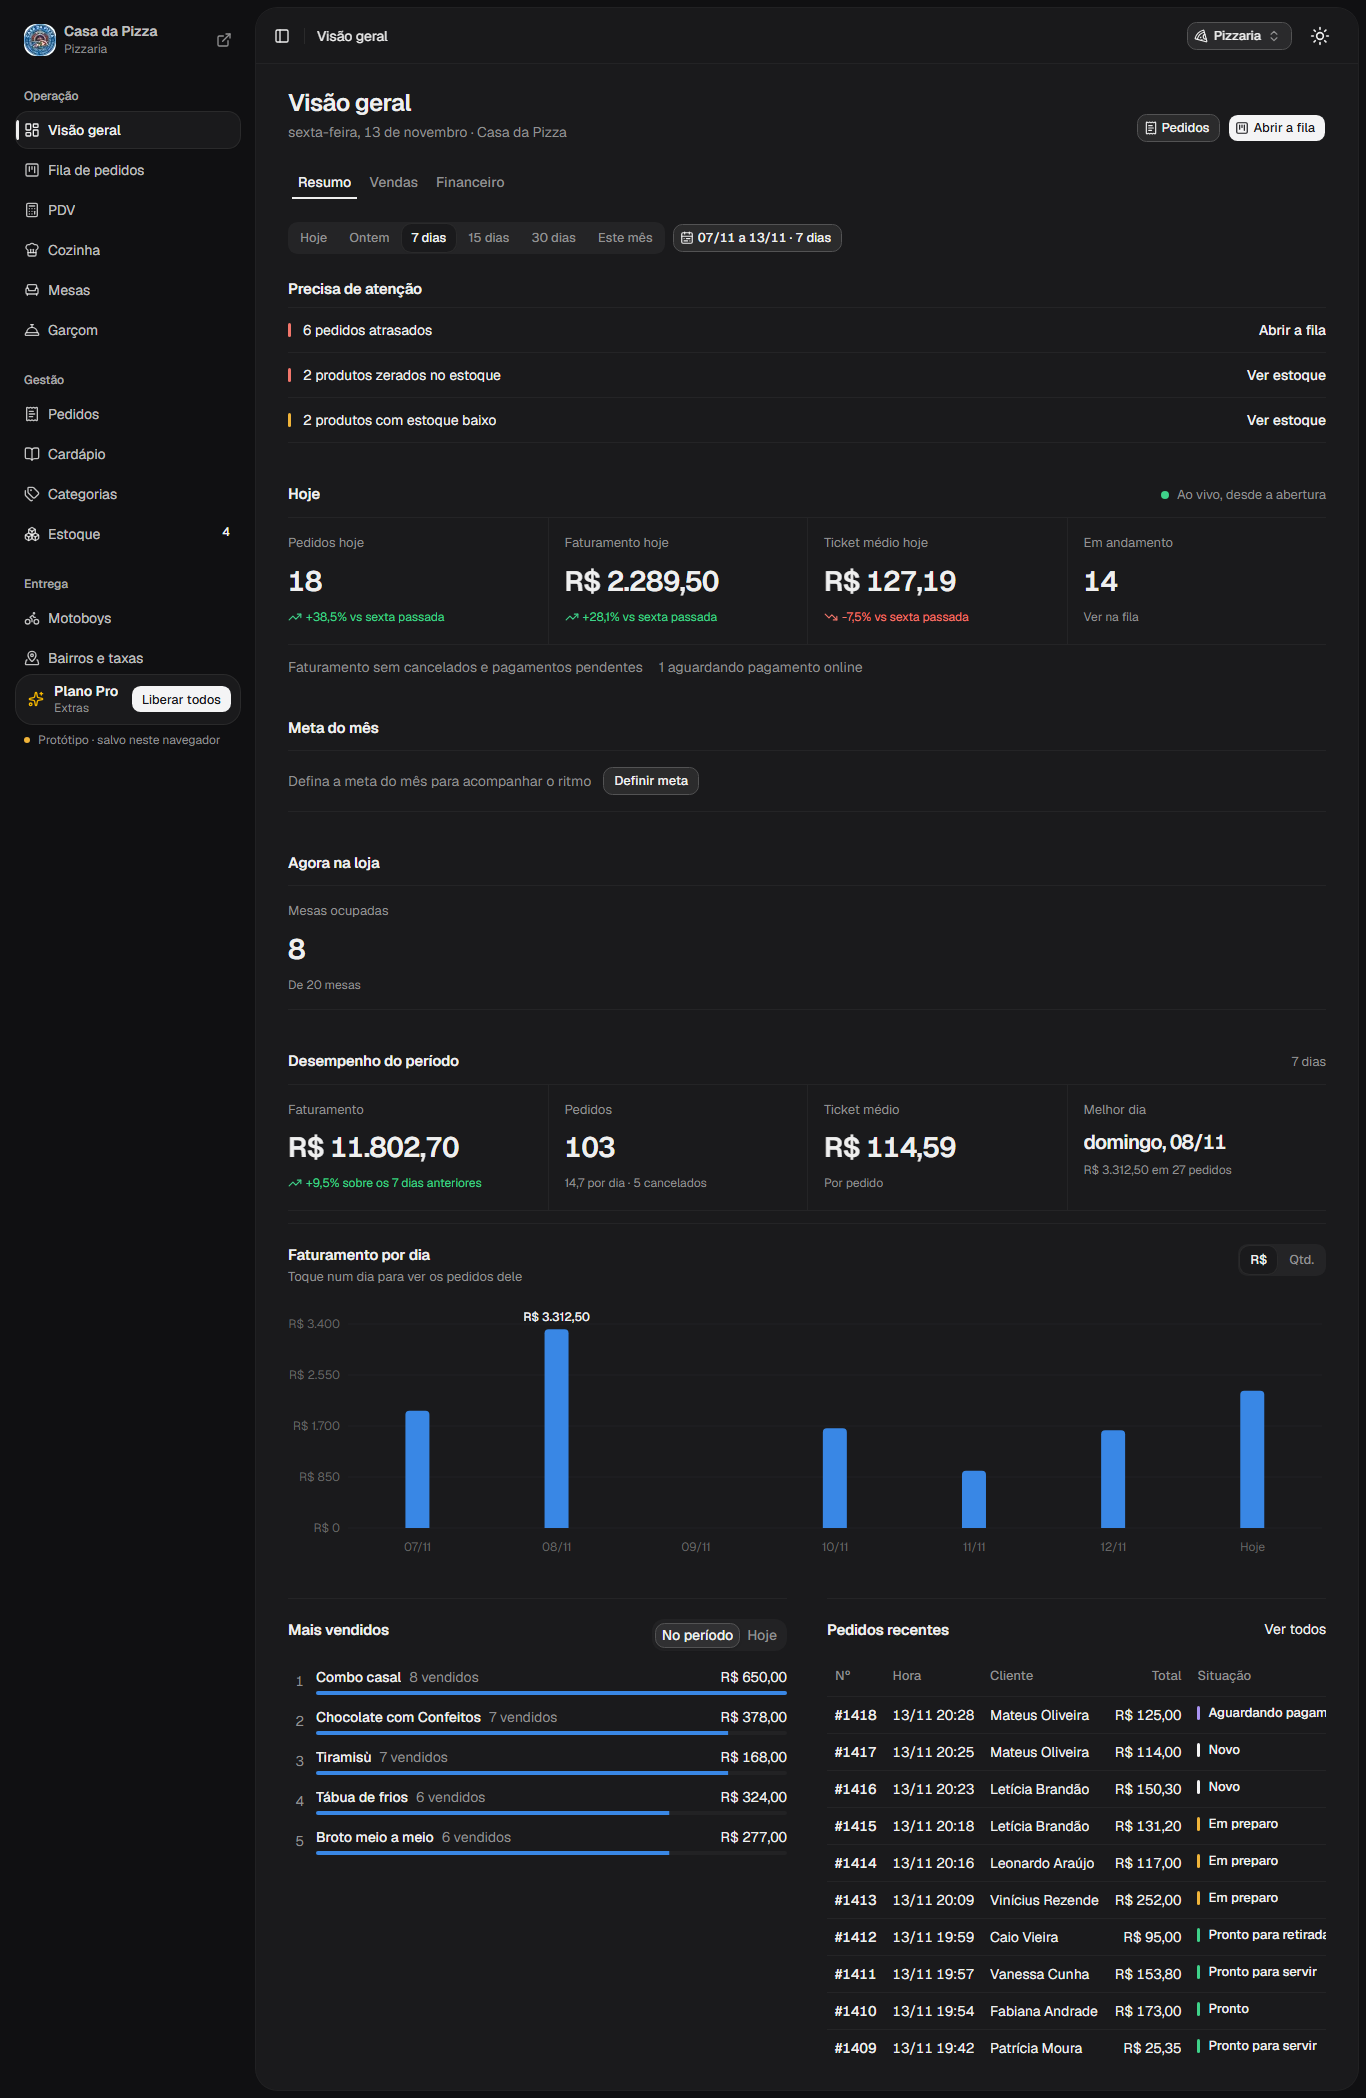 Casa da Pizza
Pizzaria
Operação
Visão geral
Fila de pedidos
PDV
Cozinha
Mesas
Garçom
Gestão
Pedidos
Cardápio
Categorias
Estoque 4
Entrega
Motoboys
Bairros e taxas
Plano Pro
Extras
Liberar todos
Protótipo · salvo neste navegador
Visão geral
Pizzaria
Visão geral
sexta-feira, 13 de novembro · Casa da Pizza
Pedidos Abrir a fila
Resumo Vendas Financeiro
Hoje Ontem 7 dias 15 dias 30 dias Este mês 07/11 a 13/11 · 7 dias
Precisa de atenção
6 pedidos atrasados Abrir a fila
2 produtos zerados no estoque Ver estoque
2 produtos com estoque baixo Ver estoque
Hoje Ao vivo, desde a abertura
Pedidos hoje Faturamento hoje Ticket médio hoje Em andamento
18 R$ 2.289,50 R$ 127,19 14
+38,5% vs sexta passada +28,1% vs sexta passada -7,5% vs sexta passada Ver na fila
Faturamento sem cancelados e pagamentos pendentes 1 aguardando pagamento online
Meta do mês
Defina a meta do mês para acompanhar o ritmo Definir meta
Agora na loja
Mesas ocupadas
8
De 20 mesas
Desempenho do período 7 dias
Faturamento Pedidos Ticket médio Melhor dia
R$ 11.802,70 103 R$ 114,59 domingo, 08/11
+9,5% sobre os 7 dias anteriores 14,7 por dia · 5 cancelados Por pedido R$ 3.312,50 em 27 pedidos
Faturamento por dia R$ Qtd.
Toque num dia para ver os pedidos dele
R$ 3.312,50
R$ 3.400
R$ 2.550
R$ 1.700
R$ 850
R$ 0
07/11 08/11 09/11 10/11 11/11 12/11 Hoje
Mais vendidos No período Hoje
1 Combo casal 8 vendidos R$ 650,00
2 Chocolate com Confeitos 7 vendidos R$ 378,00
3 Tiramisù 7 vendidos R$ 168,00
4 Tábua de frios 6 vendidos R$ 324,00
5 Broto meio a meio 6 vendidos R$ 277,00
Pedidos recentes Ver todos
Nº Hora Cliente Total Situação
#1418 13/11 20:28 Mateus Oliveira R$ 125,00 Aguardando pagam
#1417 13/11 20:25 Mateus Oliveira R$ 114,00 Novo
#1416 13/11 20:23 Letícia Brandão R$ 150,30 Novo
#1415 13/11 20:18 Letícia Brandão R$ 131,20 Em preparo
#1414 13/11 20:16 Leonardo Araújo R$ 117,00 Em preparo
#1413 13/11 20:09 Vinícius Rezende R$ 252,00 Em preparo
#1412 13/11 19:59 Caio Vieira R$ 95,00 Pronto para retirada
#1411 13/11 19:57 Vanessa Cunha R$ 153,80 Pronto para servir
#1410 13/11 19:54 Fabiana Andrade R$ 173,00 Pronto
#1409 13/11 19:42 Patrícia Moura R$ 25,35 Pronto para servir